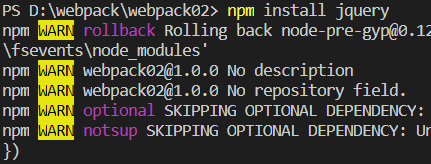 PS D:\webpack\webpack02> npm install jquery
npm WARN rollback Rolling back node-pre-gyp@0.12
\fsevents\node_modules'
npm WARN webpack02@1.0.0 No description
npm WARN webpack02@1.0.0 No repository field.
npm WARN optional SKIPPING OPTIONAL DEPENDENCY:
npm WARN notsup SKIPPING OPTIONAL DEPENDENCY: Un
})